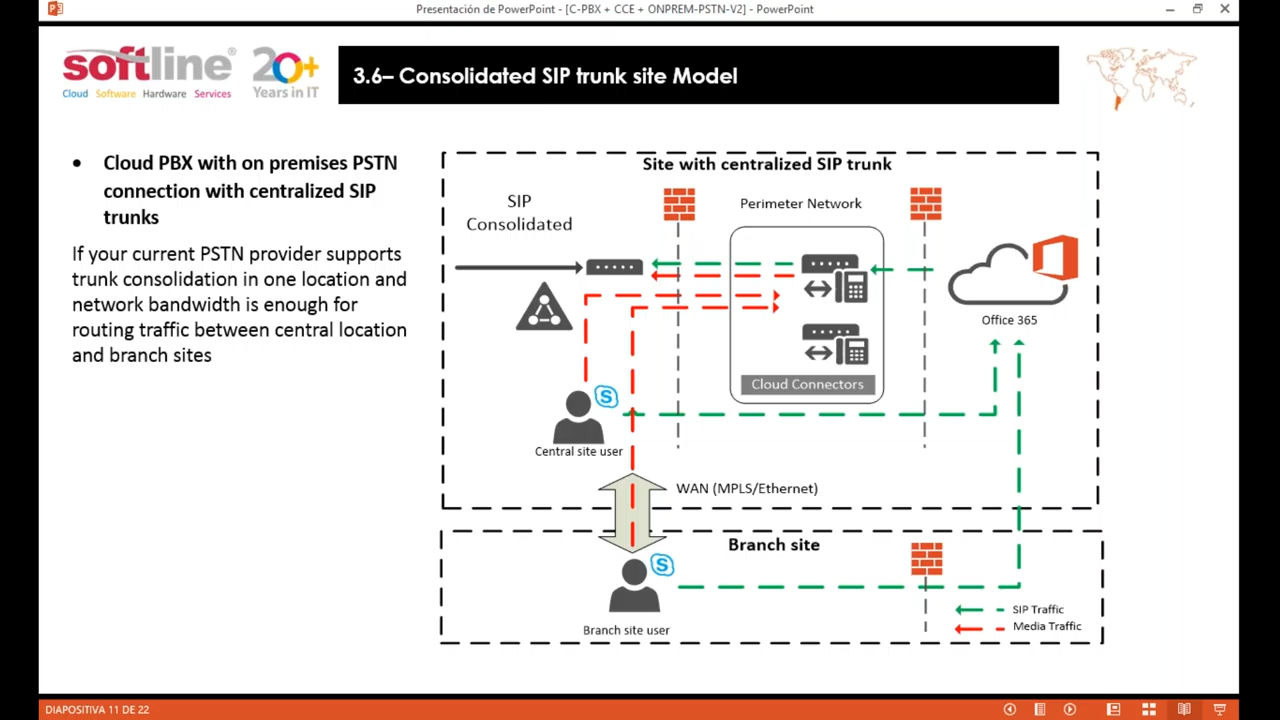 Presentación de PowerPoint - [C-PBX + CCE + ONPREM-PSTN-V2] - PowerPoint
softline®
Cloud Software Hardware Services
20+
Years in IT
3.6– Consolidated SIP trunk site Model
• Cloud PBX with on premises PSTN
connection with centralized SIP
trunks
If your current PSTN provider supports
trunk consolidation in one location and
network bandwidth is enough for
routing traffic between central location
and branch sites
Site with centralized SIP trunk
SIP
Consolidated
Perimeter Network
Office 365
Cloud Connectors
Central site user
WAN (MPLS/Ethernet)
Branch site
Branch site user
SIP Traffic
Media Traffic
DIAPOSITIVA 11 DE 22